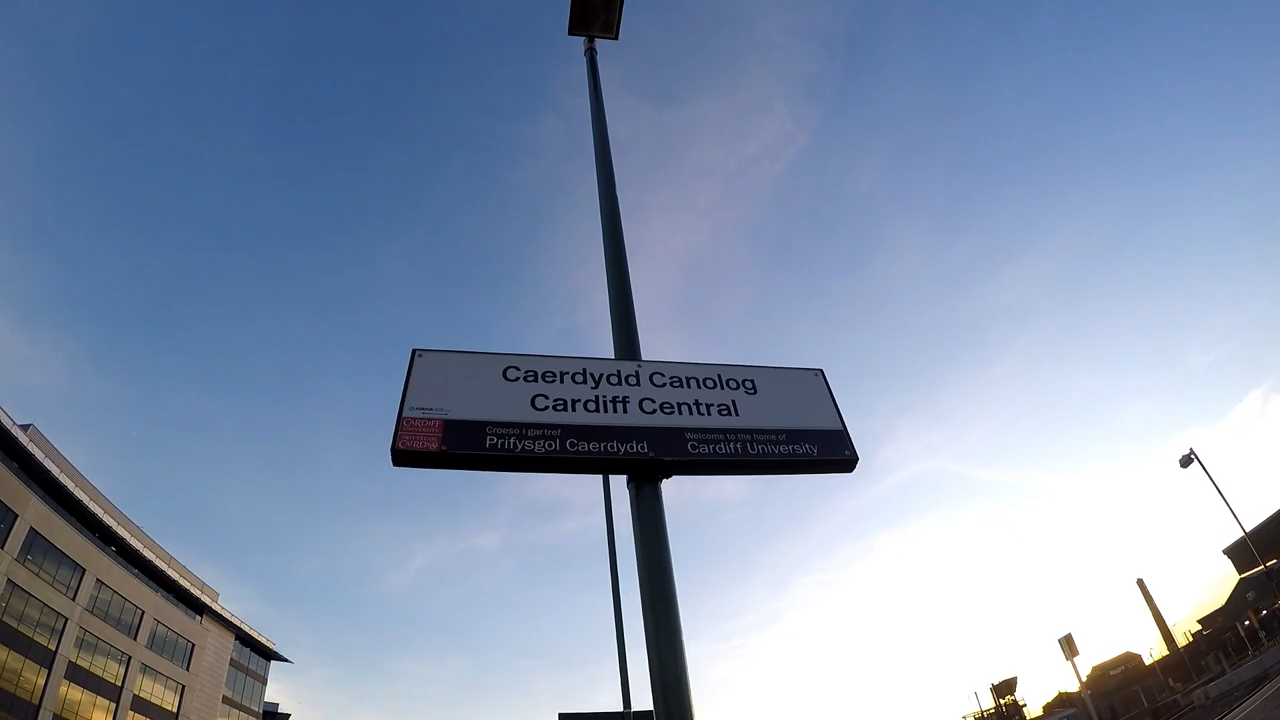 Caerdydd Canolog
Cardiff Central
CARDIFF
UNIVERSITY
PRIFYSGOL
CAERDYDD
Croeso i gartref
Prifysgol Caerdydd
Welcome to the home of
Cardiff University